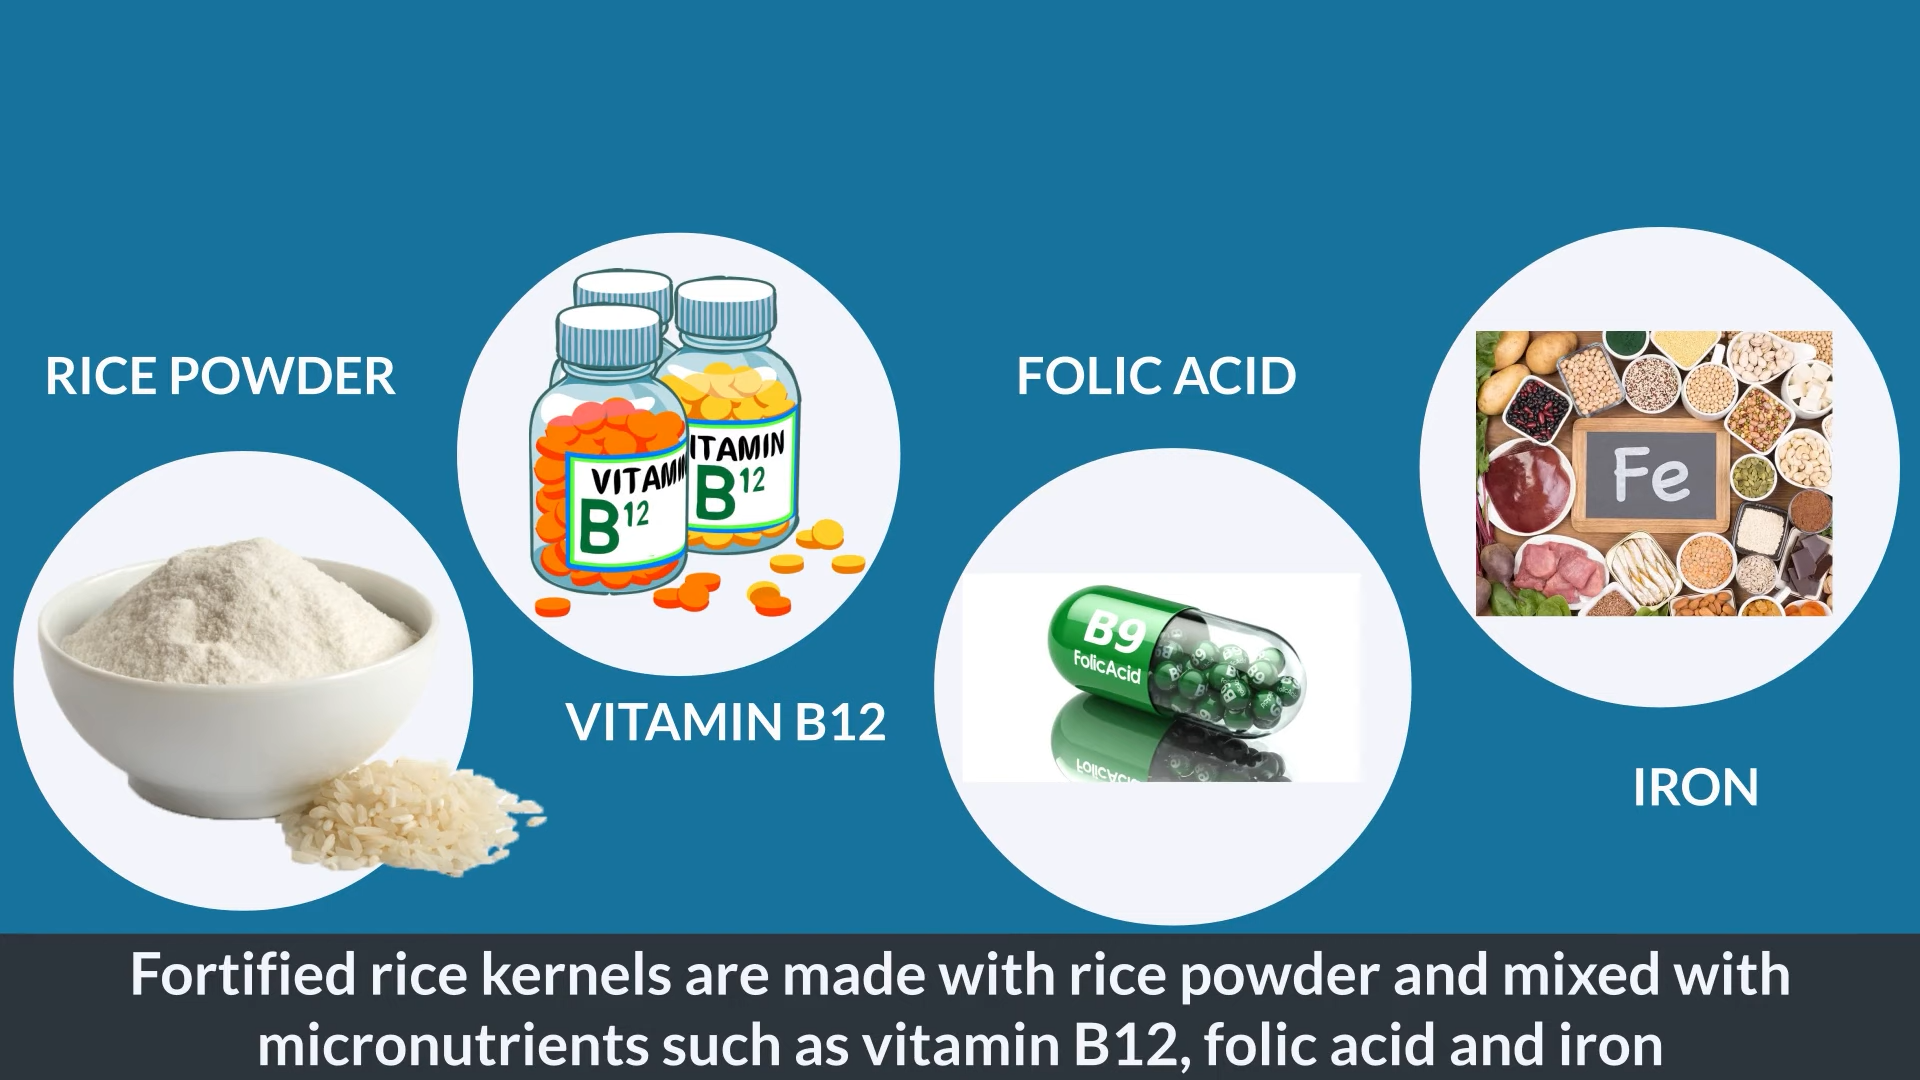 RICE POWDER
VITAMIN
B12
ITAMIN
B12
VITAMIN B12
FOLIC ACID
B9
FolicAcid
Fe
IRON
Fortified rice kernels are made with rice powder and mixed with
micronutrients such as vitamin B12, folic acid and iron